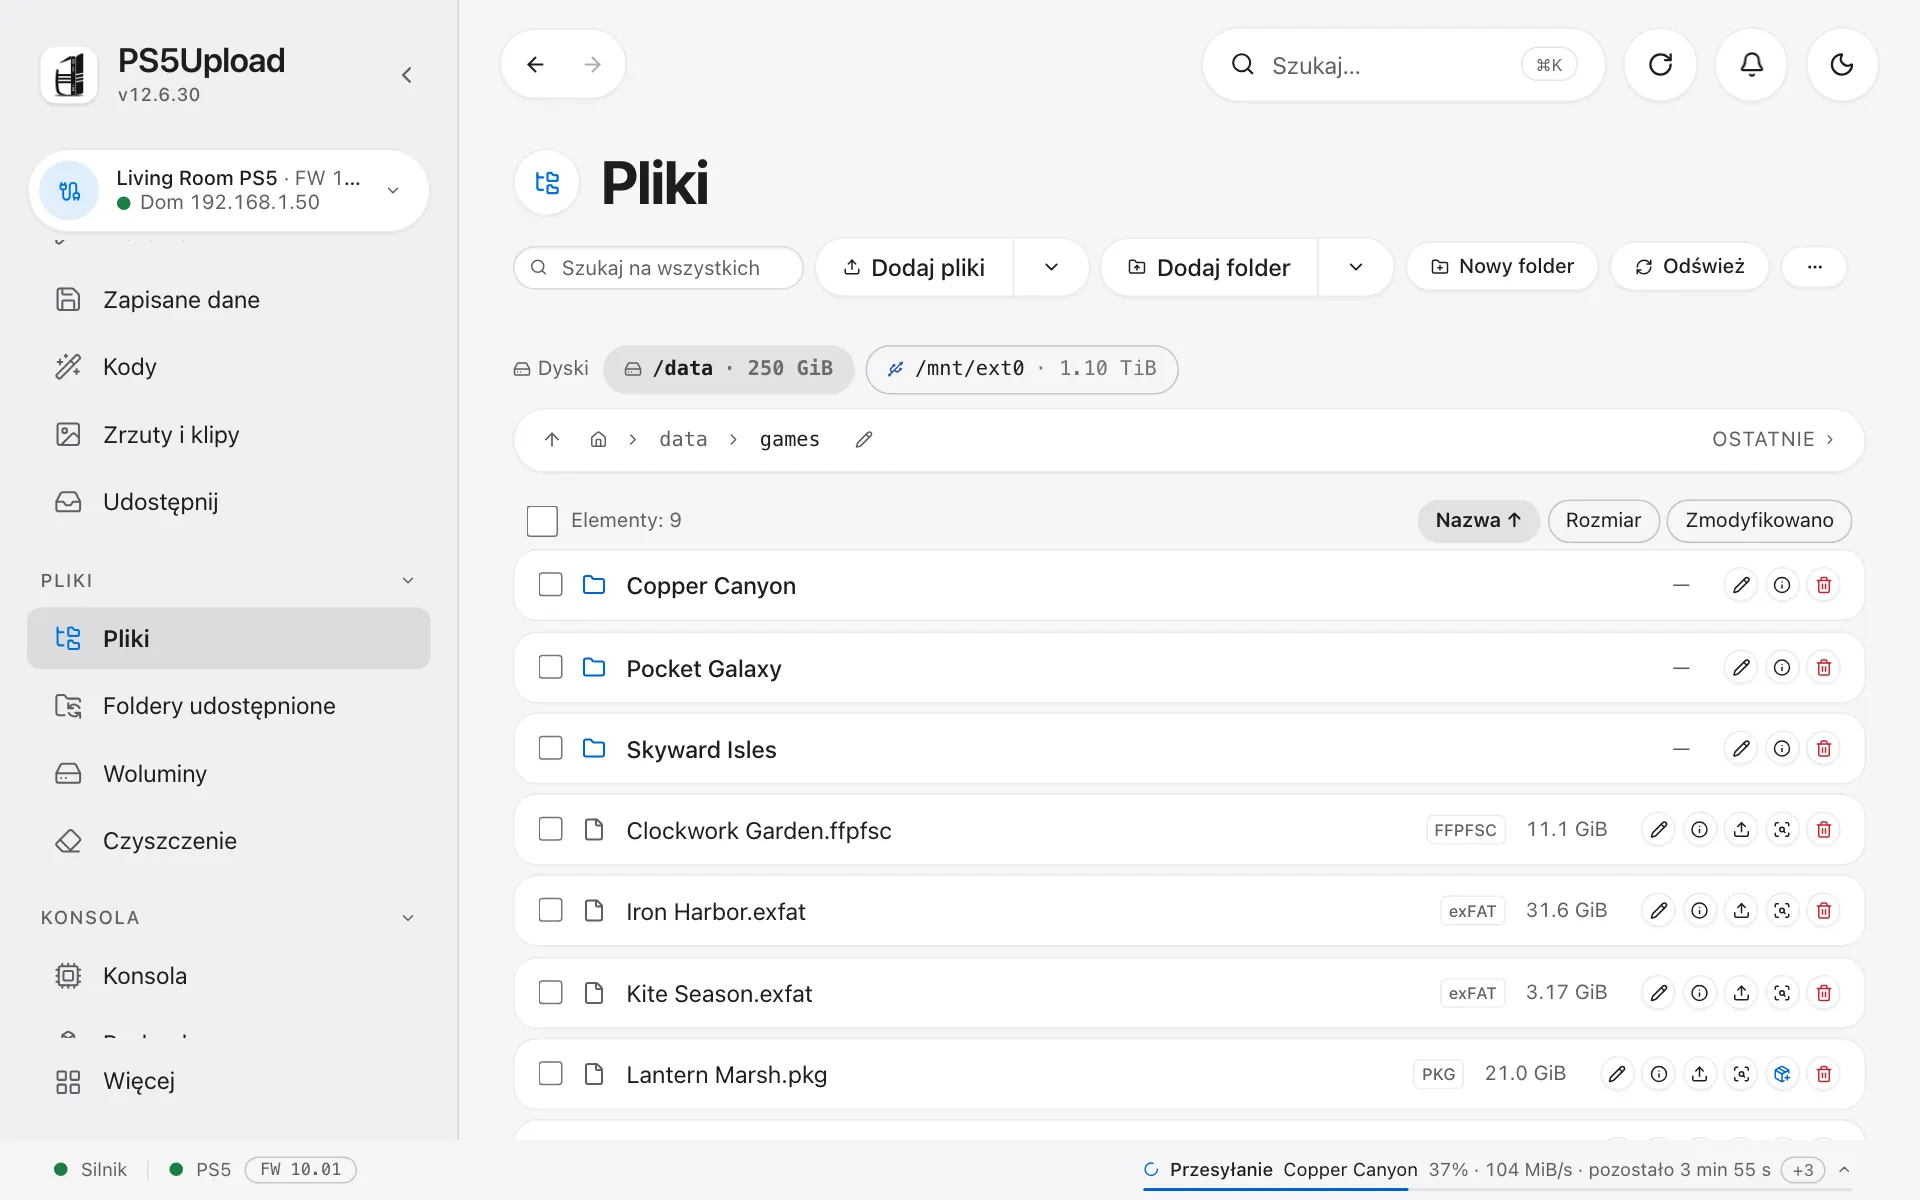 PS5Upload
v12.6.30
Living Room PS5 · FW 1...
Dom 192.168.1.50
Zapisane dane
Kody
Zrzuty i klipy
Udostępnij
PLIKI
Pliki
Foldery udostępnione
Woluminy
Czyszczenie
KONSOLA
Konsola
Więcej
Szukaj...
⌘K
Pliki
Szukaj na wszystkich
Dodaj pliki
Dodaj folder
Nowy folder
Odśwież
Dyski
/data · 250 GiB
/mnt/ext0 · 1.10 TiB
data
games
OSTATNIE
Elementy: 9
Nazwa ↑
Rozmiar
Zmodyfikowano
Copper Canyon —
Pocket Galaxy —
Skyward Isles —
Clockwork Garden.ffpfsc FFPFSC 11.1 GiB
Iron Harbor.exfat exFAT 31.6 GiB
Kite Season.exfat exFAT 3.17 GiB
Lantern Marsh.pkg PKG 21.0 GiB
Silnik
PS5
FW 10.01
Przesyłanie Copper Canyon 37% · 104 MiB/s · pozostało 3 min 55 s +3